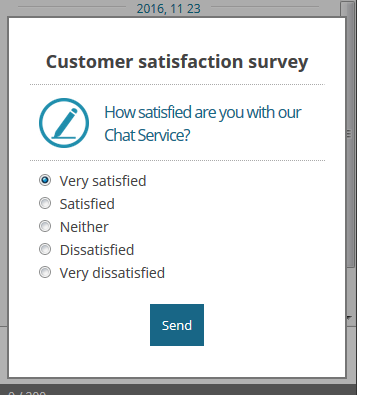 2016, 11 23
Customer satisfaction survey
How satisfied are you with our
Chat Service?
Very satisfied
Satisfied
Neither
Dissatisfied
Very dissatisfied
Send